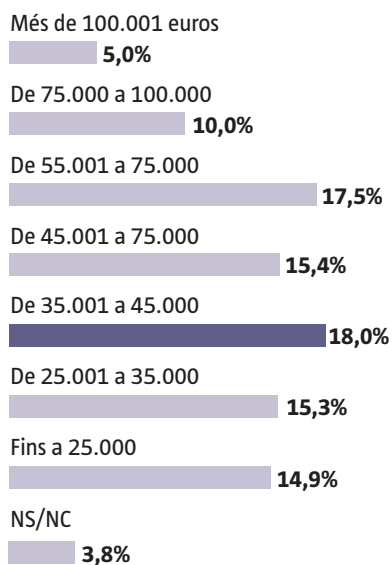 Més de 100.001 euros
5,0%
De 75.000 a 100.000
10,0%
De 55.001 a 75.000
17,5%
De 45.001 a 75.000
15,4%
De 35.001 a 45.000
18,0%
De 25.001 a 35.000
15,3%
Fins a 25.000
14,9%
NS/NC
3,8%